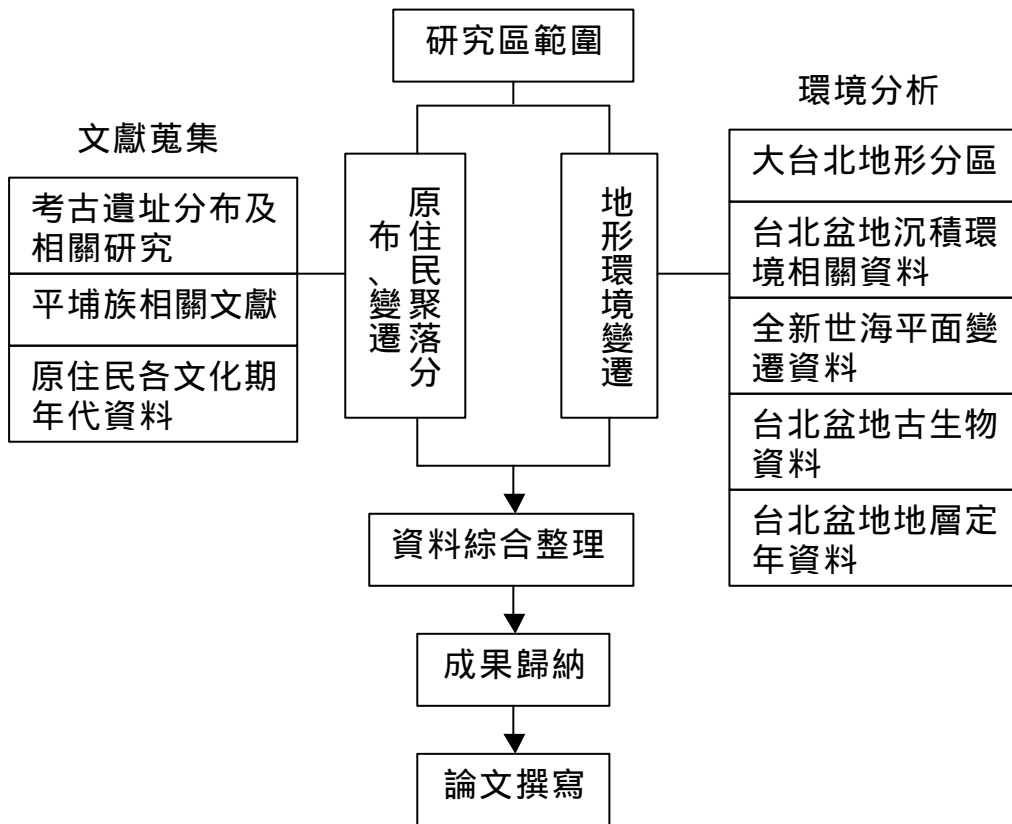 研究區範圍
文獻蒐集
考古遺址分布及
相關研究
平埔族相關文獻
原住民各文化期
年代資料
原住民聚落分
布、變遷
地形環境變遷
環境分析
大台北地形分區
台北盆地沉積環
境相關資料
全新世海平面變
遷資料
台北盆地古生物
資料
台北盆地地層定
年資料
資料綜合整理
成果歸納
論文撰寫